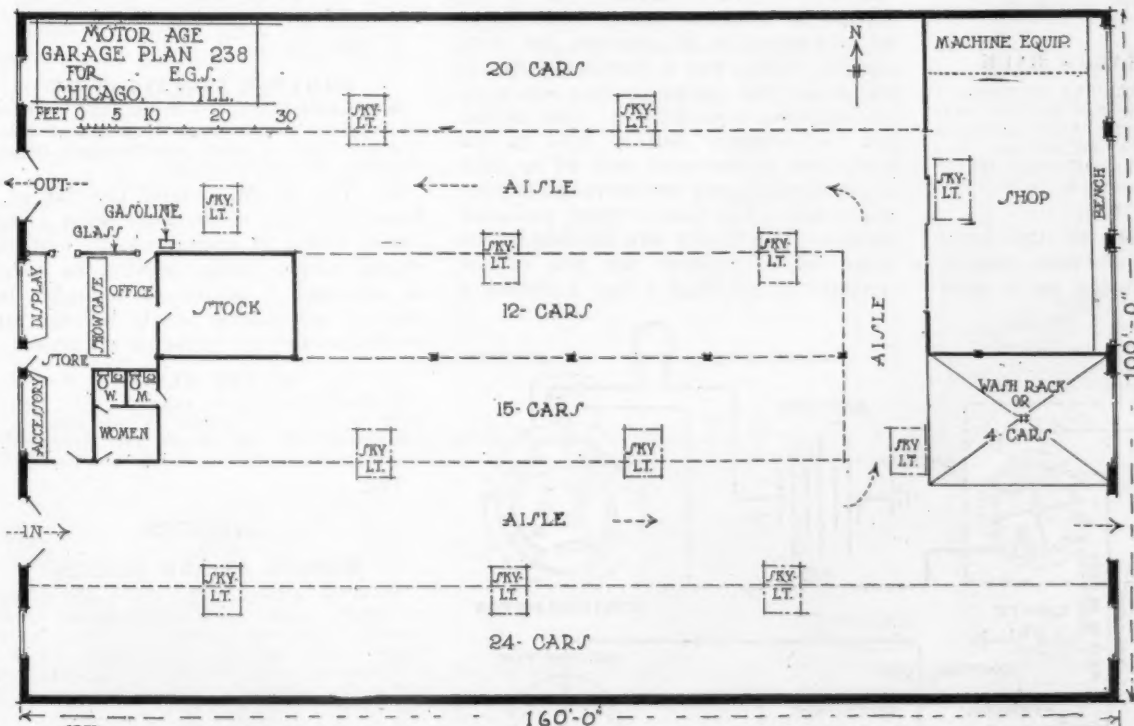 MOTOR AGE
GARAGE PLAN 238
FOR E.G.S.
CHICAGO, ILL.
FEET 0 5 10 20 30
20 CARS
N
MACHINE EQUIP.
SKY-LT.
SKY-LT.
OUT
AISLE
SKY LT.
SKY-LT.
SHOP
BENCH
GASOLINE
GLASS
SKY-LT.
SKY-LT.
DISPLAY
SHOWCASE
OFFICE
STOCK
12-CARS
AISLE
100'-0"
STORE
ACCESSORY
W.
M.
WOMEN
15-CARS
WASH RACK
OR
4-CARS
SKY LT.
SKY LT.
SKY LT.
IN
AISLE
SKY-LT.
SKY-LT.
SKY-LT.
24-CARS
160'-0"